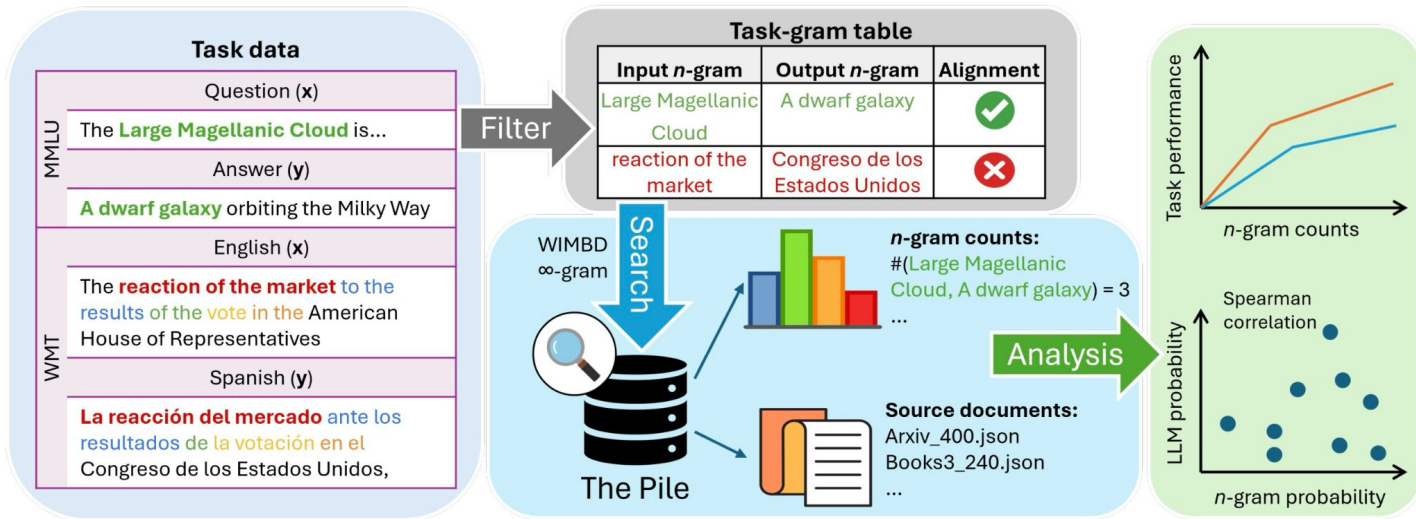 Task data
MMLU
Question (x)
The Large Magellanic Cloud is...
Answer (y)
A dwarf galaxy orbiting the Milky Way
WMT
English (x)
The reaction of the market to the
results of the vote in the American
House of Representatives
Spanish (y)
La reacción del mercado ante los
resultados de la votación en el
Congreso de los Estados Unidos,
Filter
Task-gram table
Input n-gram Output n-gram Alignment
Large Magellanic
Cloud
A dwarf galaxy
reaction of the
market
Congreso de los
Estados Unidos
Search
WIMBD
∞-gram
The Pile
n-gram counts:
#(Large Magellanic
Cloud, A dwarf galaxy) = 3
...
Source documents:
Arxiv_400.json
Books3_240.json
...
Analysis
Task performance
n-gram counts
Spearman
correlation
LLM probability
n-gram probability